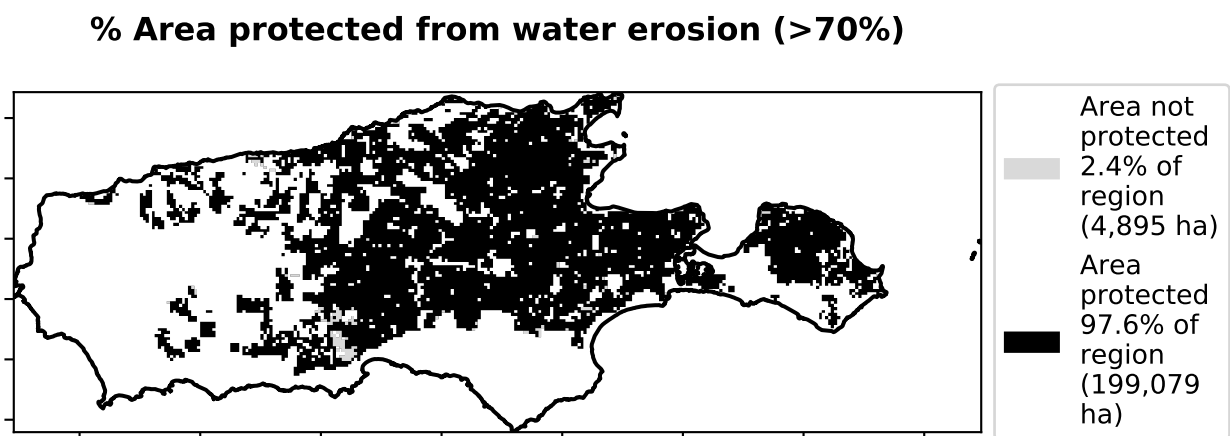 % Area protected from water erosion (>70%)
Area not
protected
2.4% of
region
(4,895 ha)
Area
protected
97.6% of
region
(199,079
ha)